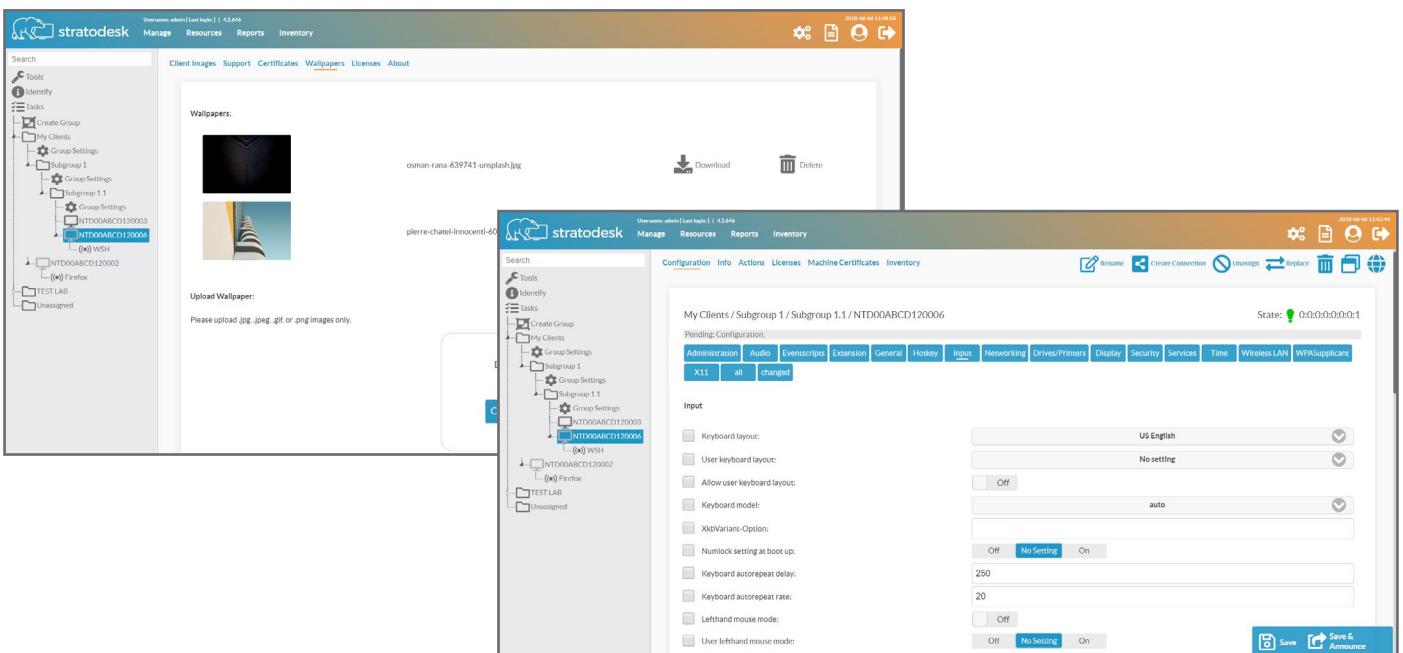 Username: admin | Last login: | | 4.2.646
2018-06-06 11:40:58
stratodesk
Manage Resources Reports Inventory
Search
Client Images Support Certificates Wallpapers Licenses About
Tools
Identify
Tasks
Create Group
My Clients
Group Settings
Subgroup 1
Group Settings
Subgroup 1.1
Group Settings
NTD00ABCD120003
NTD00ABCD120006
WSH
NTD00ABCD120002
Firefox
TEST LAB
Unassigned
Wallpapers:
osman-rana-639741-unsplash.jpg Download Delete
pierre-chatel-innocenti-60
Upload Wallpaper:
Please upload .jpg, .jpeg, .gif, or .png images only.
D
C
Username: admin | Last login: | | 4.2.646
2018-06-06 11:42:44
stratodesk
Manage Resources Reports Inventory
Search
Configuration Info Actions Licenses Machine Certificates Inventory
Rename Create Connection Unassign Replace
Tools
Identify
Tasks
Create Group
My Clients
Group Settings
Subgroup 1
Group Settings
Subgroup 1.1
Group Settings
NTD00ABCD120003
NTD00ABCD120006
WSH
NTD00ABCD120002
Firefox
TEST LAB
Unassigned
My Clients / Subgroup 1 / Subgroup 1.1 / NTD00ABCD120006 State: 0:0:0:0:0:0:0:1
Pending: Configuration.
Administration Audio Eventscripts Extension General Hotkey Input Networking Drives/Printers Display Security Services Time Wireless LAN WPASupplicant
X11 all changed
Input
Keyboard layout: US English
User keyboard layout: No setting
Allow user keyboard layout: Off
Keyboard model: auto
XkbVariant-Option:
Numlock setting at boot up: Off No Setting On
Keyboard autorepeat delay: 250
Keyboard autorepeat rate: 20
Lefthand mouse mode: Off
User lefthand mouse mode: Off No Setting On
Save Save & Announce